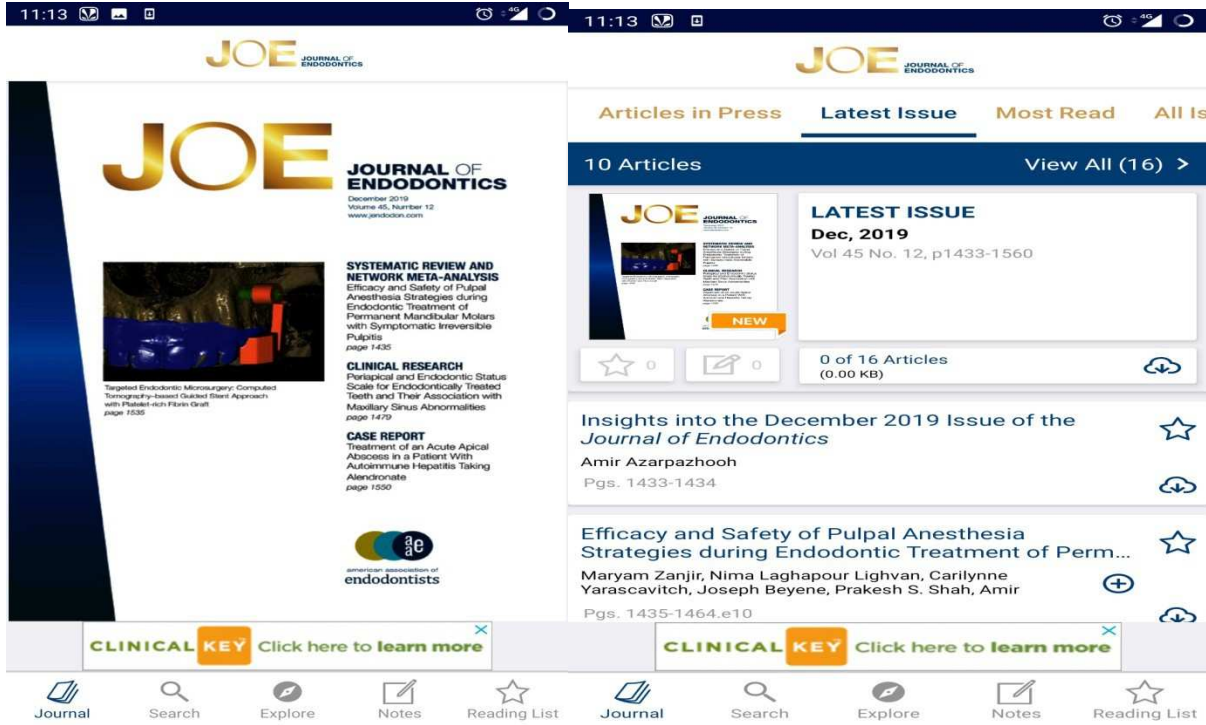 11:13
4G
JOE JOURNAL OF
ENDODONTICS
JOE
JOURNAL OF
ENDODONTICS
December 2019
Volume 45, Number 12
www.jendodon.com
SYSTEMATIC REVIEW AND
NETWORK META-ANALYSIS
Efficacy and Safety of Pulpal
Anesthesia Strategies during
Endodontic Treatment of
Permanent Mandibular Molars
with Symptomatic Irreversible
Pulpitis
page 1435
CLINICAL RESEARCH
Periapical and Endodontic Status
Scale for Endodontically Treated
Teeth and Their Association with
Maxillary Sinus Abnormalities
page 1479
CASE REPORT
Treatment of an Acute Apical
Abscess in a Patient With
Autoimmune Hepatitis Taking
Alendronate
page 1550
Targeted Endodontic Microsurgery: Computed
Tomography–based Guided Stent Approach
with Platelet-rich Fibrin Graft
page 1535
aae
american association of
endodontists
CLINICAL KEY Click here to learn more
Journal Search Explore Notes Reading List
11:13
4G
JOE JOURNAL OF
ENDODONTICS
Articles in Press Latest Issue Most Read All Is
10 Articles View All (16) >
JOE JOURNAL OF
ENDODONTICS
NEW
LATEST ISSUE
Dec, 2019
Vol 45 No. 12, p1433-1560
0 0
0 of 16 Articles
(0.00 KB)
Insights into the December 2019 Issue of the
Journal of Endodontics
Amir Azarpazhooh
Pgs. 1433-1434
Efficacy and Safety of Pulpal Anesthesia
Strategies during Endodontic Treatment of Perm...
Maryam Zanjir, Nima Laghapour Lighvan, Carilynne
Yarascavitch, Joseph Beyene, Prakesh S. Shah, Amir
Pgs. 1435-1464.e10
CLINICAL KEY Click here to learn more
Journal Search Explore Notes Reading List